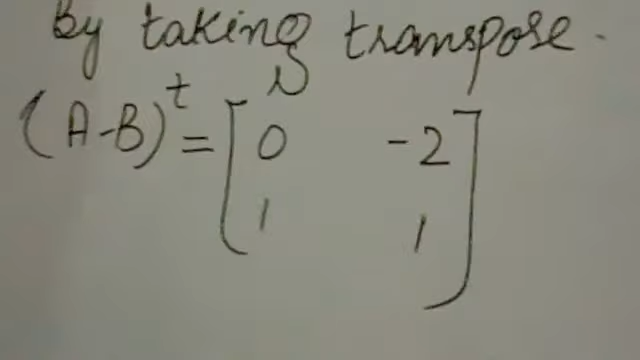 By taking transpose.
(A-B)^t = [ 0 -2
1 1 ]